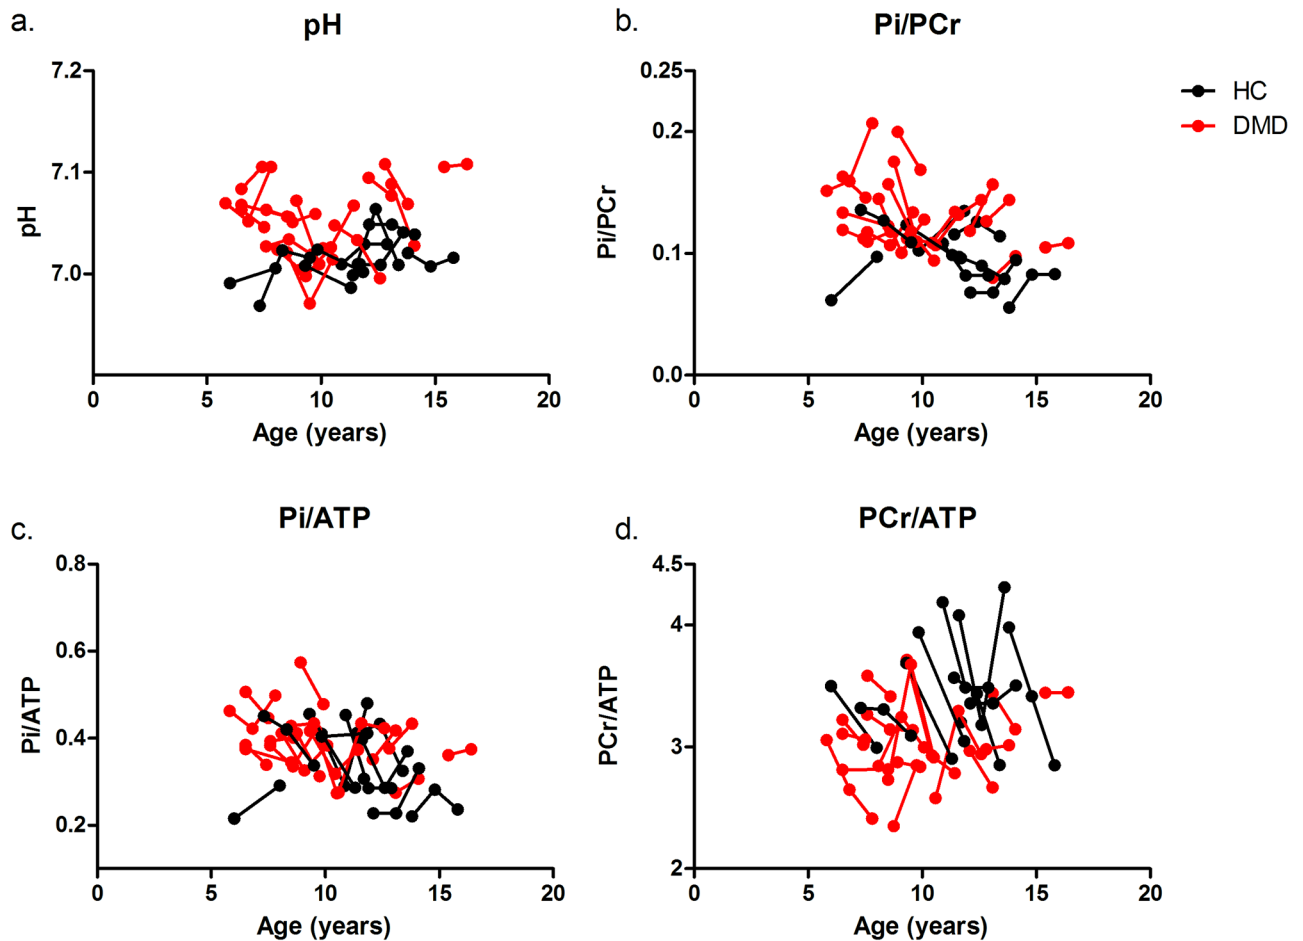 a.
pH
7.2
7.1
7.0
pH
0
5
10
15
20
Age (years)
b.
Pi/PCr
0.25
0.2
0.1
0.0
Pi/PCr
0
5
10
15
20
Age (years)
HC
DMD
c.
Pi/ATP
0.8
0.6
0.4
0.2
Pi/ATP
0
5
10
15
20
Age (years)
d.
PCr/ATP
4.5
4
3
2
PCr/ATP
0
5
10
15
20
Age (years)